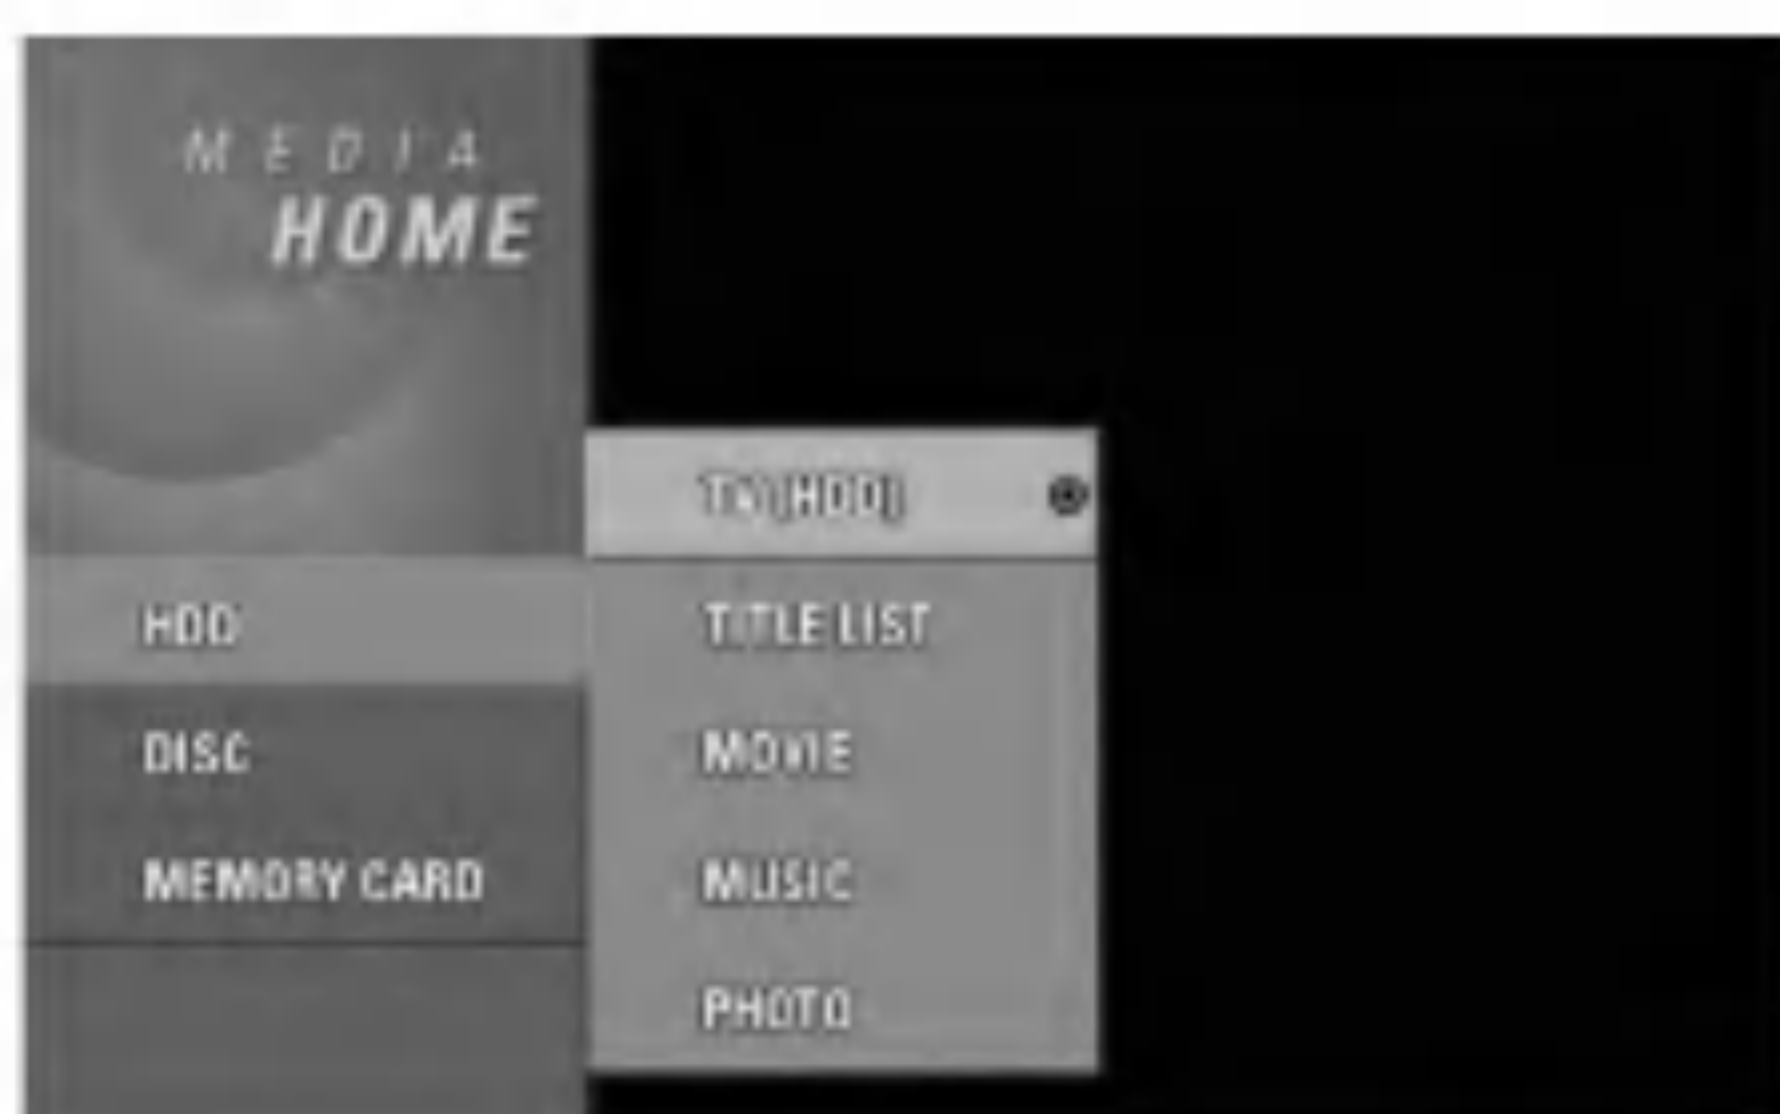 MEDIA
HOME
TV (HDD)
HDD
TITLE LIST
DISC
MOVIE
MEMORY CARD
MUSIC
PHOTO